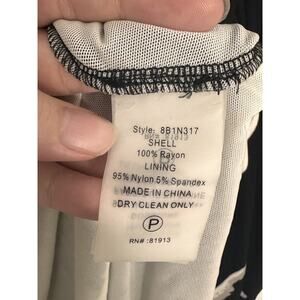 Style: 8B1N317
SHELL
100% Rayon
LINING
95% Nylon 5% Spandex
MADE IN CHINA
DRY CLEAN ONLY
P
RN#:81913